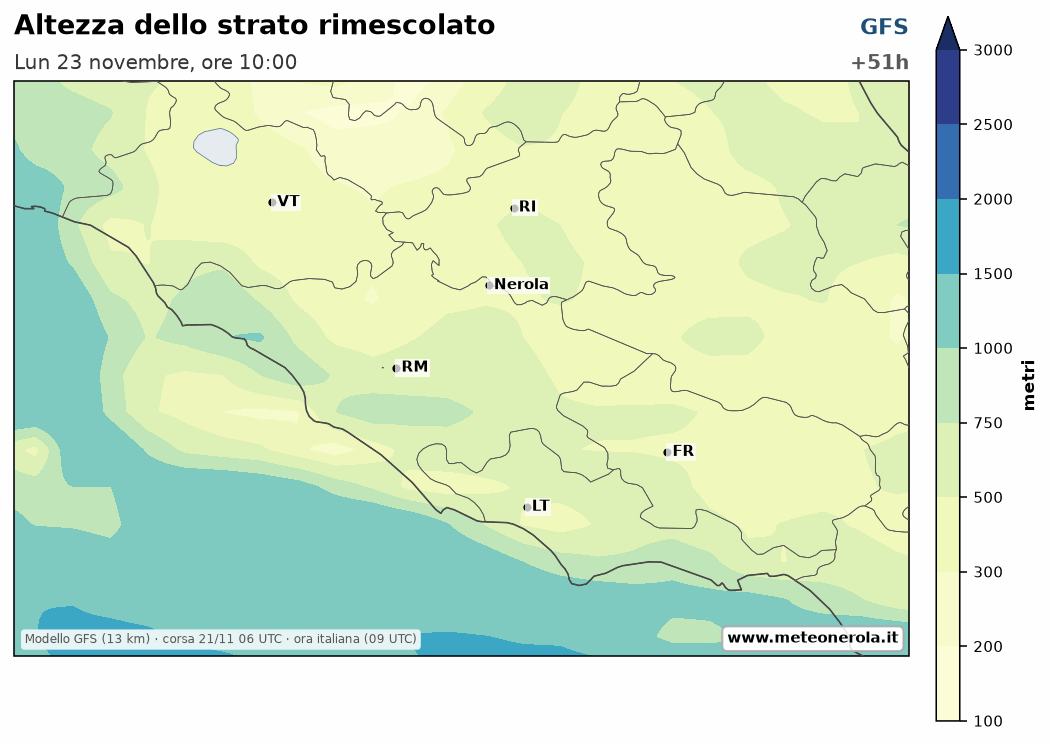 Altezza dello strato rimescolato
GFS
Lun 23 novembre, ore 10:00
+51h
VT
RI
Nerola
RM
FR
LT
3000
2500
2000
1500
1000
750
500
300
200
100
metri
Modello GFS (13 km) · corsa 21/11 06 UTC · ora italiana (09 UTC)
www.meteonerola.it